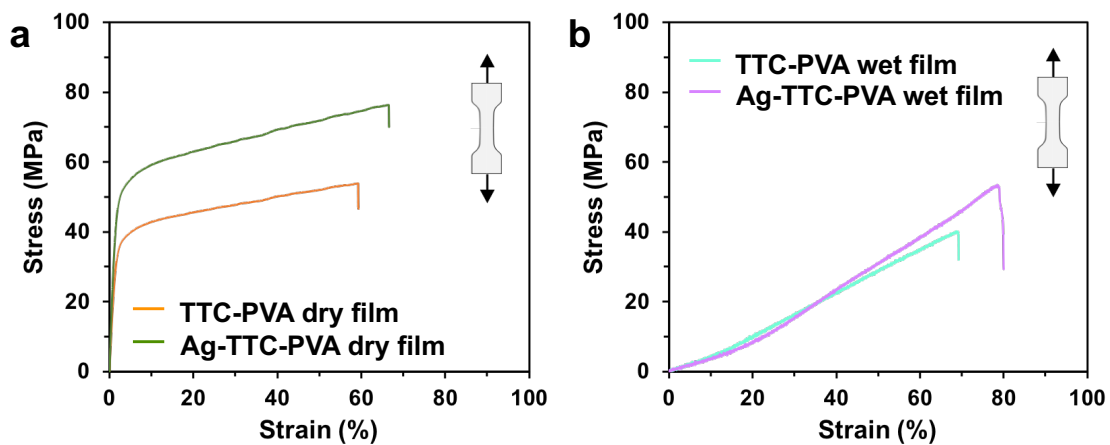 a
100
80
60
40
20
0
Stress (MPa)
TTC-PVA dry film
Ag-TTC-PVA dry film
0 20 40 60 80 100
Strain (%)
b
100
80
60
40
20
0
Stress (MPa)
TTC-PVA wet film
Ag-TTC-PVA wet film
0 20 40 60 80 100
Strain (%)